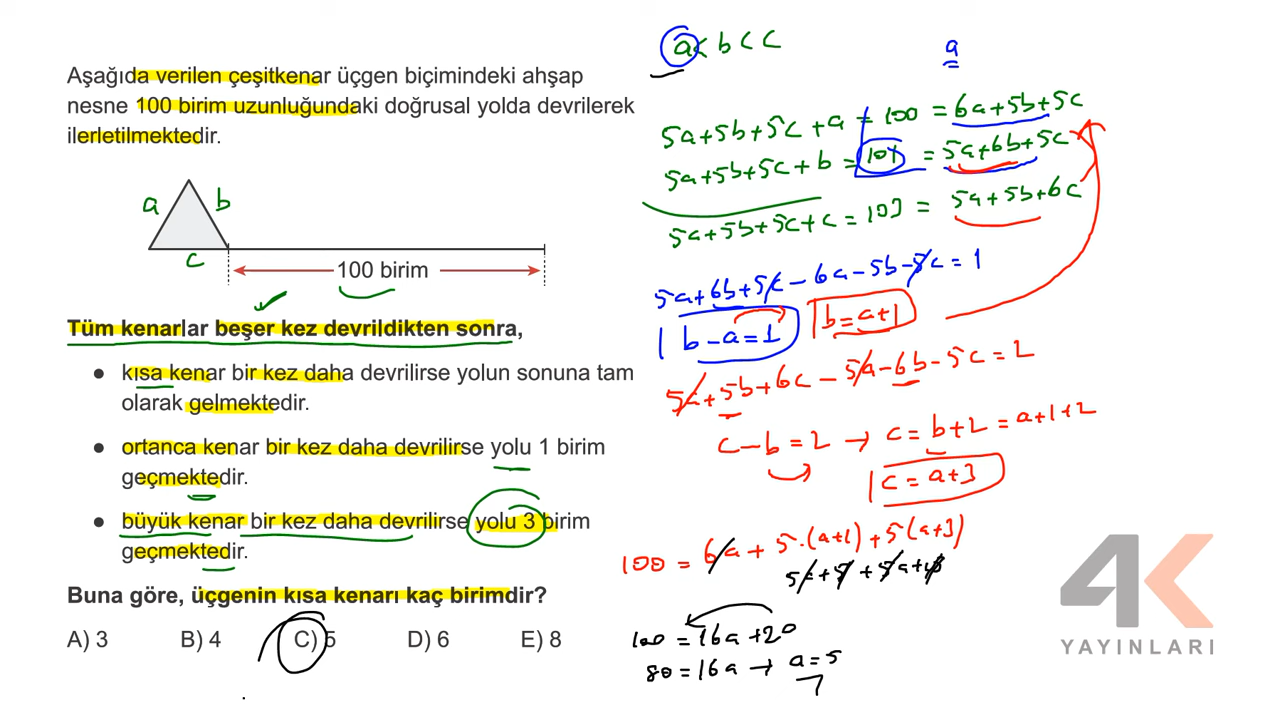 Aşağıda verilen çeşitkenar üçgen biçimindeki ahşap
nesne 100 birim uzunluğundaki doğrusal yolda devrilerek
ilerletilmektedir.
a
b
c
100 birim
Tüm kenarlar beşer kez devrildikten sonra,
● kısa kenar bir kez daha devrilirse yolun sonuna tam
olarak gelmektedir.
● ortanca kenar bir kez daha devrilirse yolu 1 birim
geçmektedir.
● büyük kenar bir kez daha devrilirse yolu 3 birim
geçmektedir.
Buna göre, üçgenin kısa kenarı kaç birimdir?
A) 3 B) 4 C) 5 D) 6 E) 8
a < b < c
a
5a+5b+5c+a = 100 = 6a+5b+5c
5a+5b+5c+b = 101 = 5a+6b+5c
5a+5b+5c+c = 103 = 5a+5b+6c
5a+6b+5c-6a-5b-5c = 1
b-a=1 b=a+1
5a+5b+6c-5a-6b-5c=2
c-b=2 → c=b+2=a+1+2
c=a+3
100 = 6a + 5.(a+1)+5(a+3)
5a+5+5a+15
100 = 16a+20
80 = 16a → a=5
4K
YAYINLARI